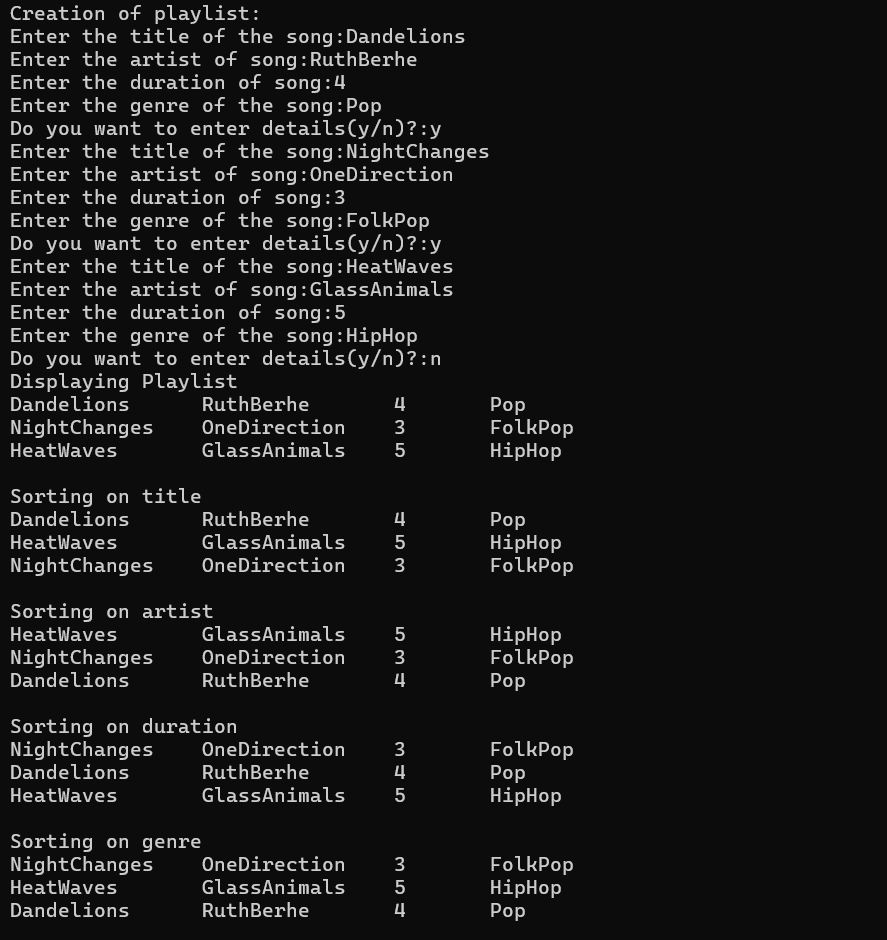 Creation of playlist:
Enter the title of the song:Dandelions
Enter the artist of song:RuthBerhe
Enter the duration of song:4
Enter the genre of the song:Pop
Do you want to enter details(y/n)?:y
Enter the title of the song:NightChanges
Enter the artist of song:OneDirection
Enter the duration of song:3
Enter the genre of the song:FolkPop
Do you want to enter details(y/n)?:y
Enter the title of the song:HeatWaves
Enter the artist of song:GlassAnimals
Enter the duration of song:5
Enter the genre of the song:HipHop
Do you want to enter details(y/n)?:n
Displaying Playlist
Dandelions      RuthBerhe       4       Pop
NightChanges    OneDirection    3       FolkPop
HeatWaves       GlassAnimals    5       HipHop

Sorting on title
Dandelions      RuthBerhe       4       Pop
HeatWaves       GlassAnimals    5       HipHop
NightChanges    OneDirection    3       FolkPop

Sorting on artist
HeatWaves       GlassAnimals    5       HipHop
NightChanges    OneDirection    3       FolkPop
Dandelions      RuthBerhe       4       Pop

Sorting on duration
NightChanges    OneDirection    3       FolkPop
Dandelions      RuthBerhe       4       Pop
HeatWaves       GlassAnimals    5       HipHop

Sorting on genre
NightChanges    OneDirection    3       FolkPop
HeatWaves       GlassAnimals    5       HipHop
Dandelions      RuthBerhe       4       Pop